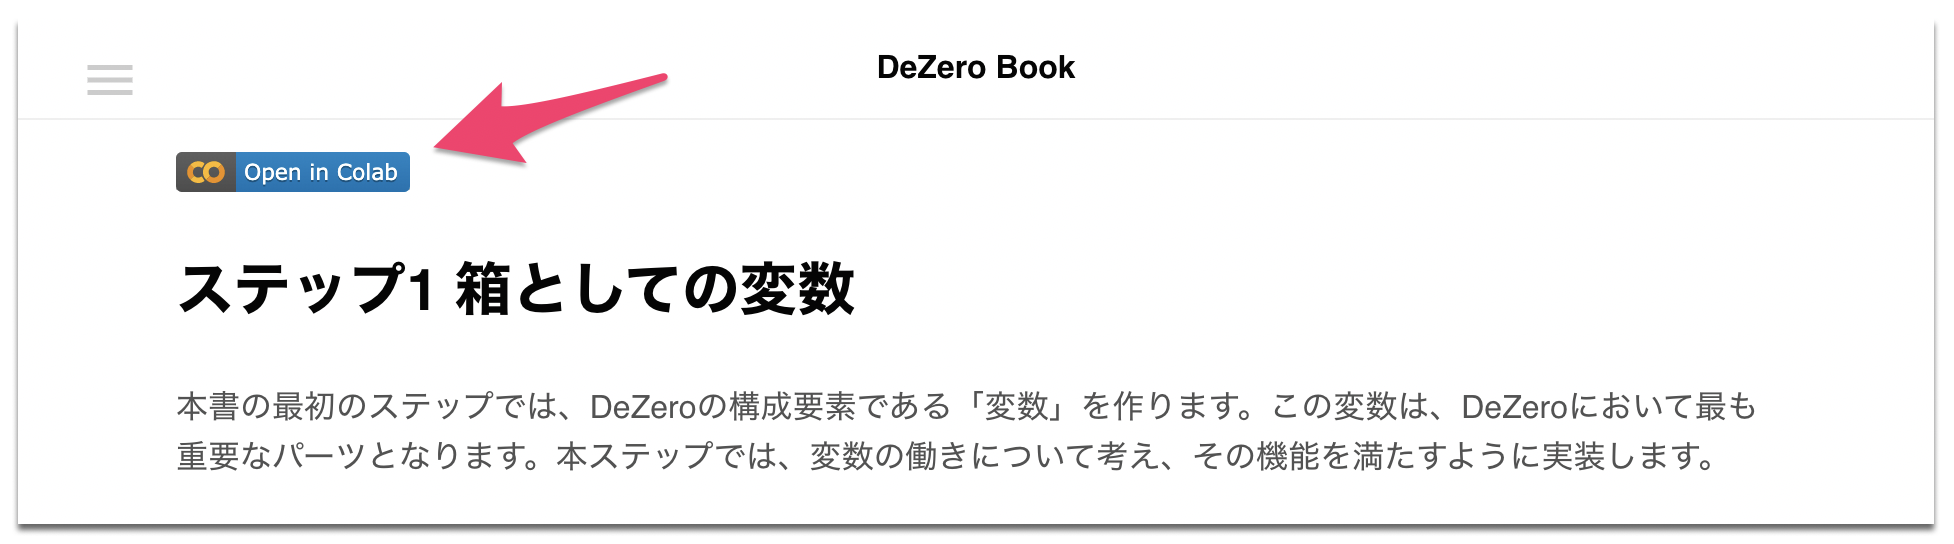 DeZero Book
Open in Colab
ステップ1 箱としての変数
本書の最初のステップでは、DeZeroの構成要素である「変数」を作ります。この変数は、DeZeroにおいて最も
重要なパーツとなります。本ステップでは、変数の働きについて考え、その機能を満たすように実装します。